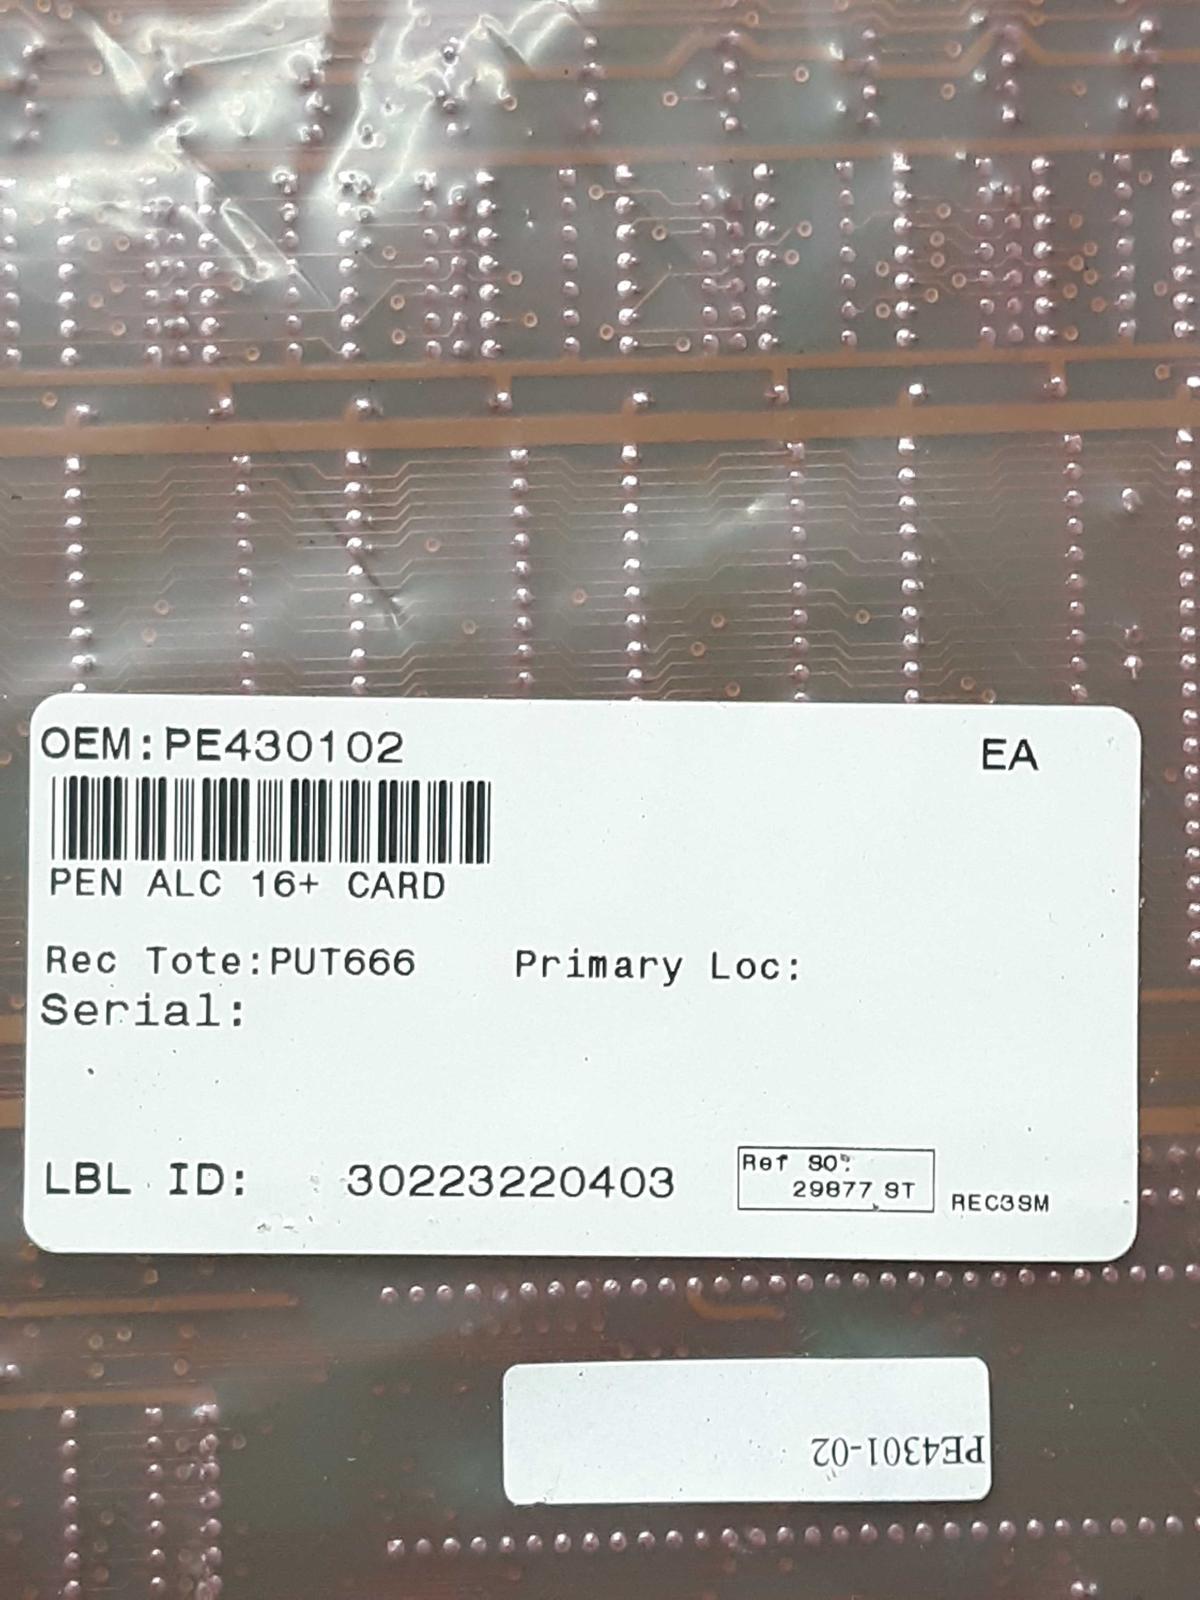 OEM:PE430102
EA
PEN ALC 16+ CARD
Rec Tote:PUT666 Primary Loc:
Serial:
LBL ID: 30223220403
Ref SO#:
29877 ST
REC3SM
PE4301-02